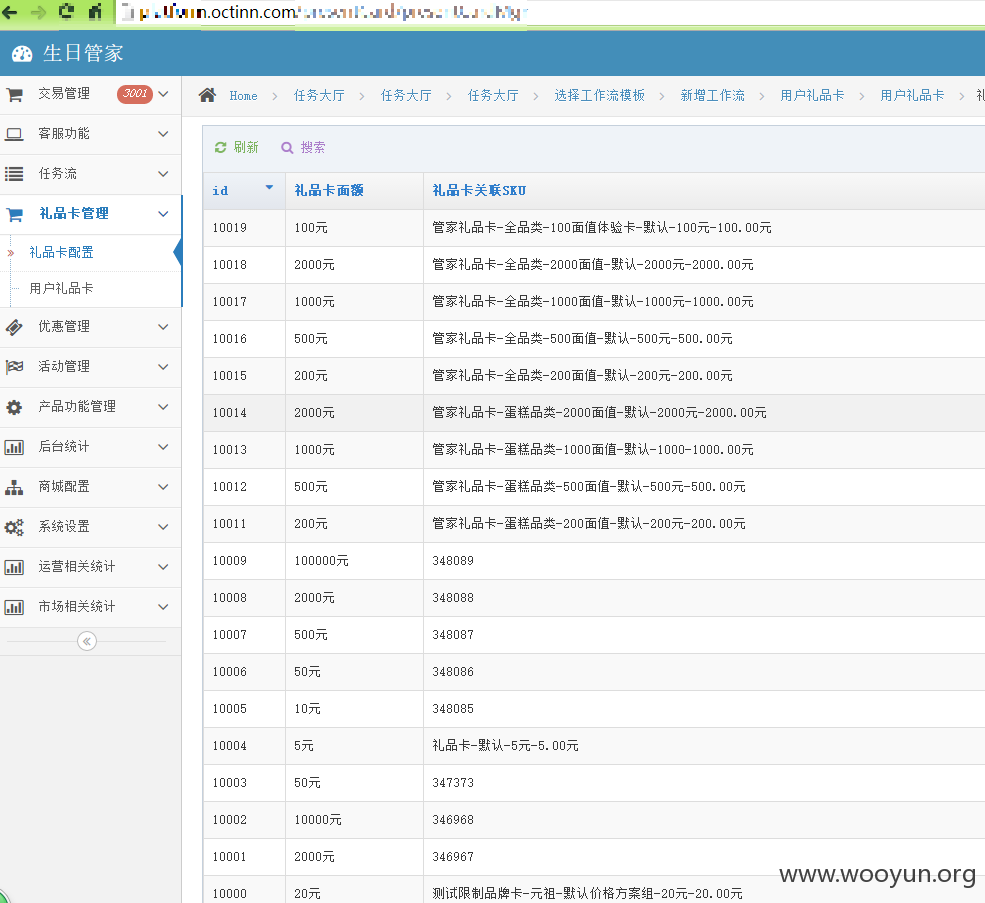 .octinn.com
生日管家
交易管理 3001
客服功能
任务流
礼品卡管理
礼品卡配置
用户礼品卡
优惠管理
活动管理
产品功能管理
后台统计
商城配置
系统设置
运营相关统计
市场相关统计
Home > 任务大厅 > 任务大厅 > 任务大厅 > 选择工作流模板 > 新增工作流 > 用户礼品卡 > 用户礼品卡 >
刷新 搜索
id 礼品卡面额 礼品卡关联SKU
10019 100元 管家礼品卡-全品类-100面值体验卡-默认-100元-100.00元
10018 2000元 管家礼品卡-全品类-2000面值-默认-2000元-2000.00元
10017 1000元 管家礼品卡-全品类-1000面值-默认-1000元-1000.00元
10016 500元 管家礼品卡-全品类-500面值-默认-500元-500.00元
10015 200元 管家礼品卡-全品类-200面值-默认-200元-200.00元
10014 2000元 管家礼品卡-蛋糕品类-2000面值-默认-2000元-2000.00元
10013 1000元 管家礼品卡-蛋糕品类-1000面值-默认-1000-1000.00元
10012 500元 管家礼品卡-蛋糕品类-500面值-默认-500元-500.00元
10011 200元 管家礼品卡-蛋糕品类-200面值-默认-200元-200.00元
10009 100000元 348089
10008 2000元 348088
10007 500元 348087
10006 50元 348086
10005 10元 348085
10004 5元 礼品卡-默认-5元-5.00元
10003 50元 347373
10002 10000元 346968
10001 2000元 346967
10000 20元 测试限制品牌卡-元祖-默认价格方案组-20元-20.00元
www.wooyun.org